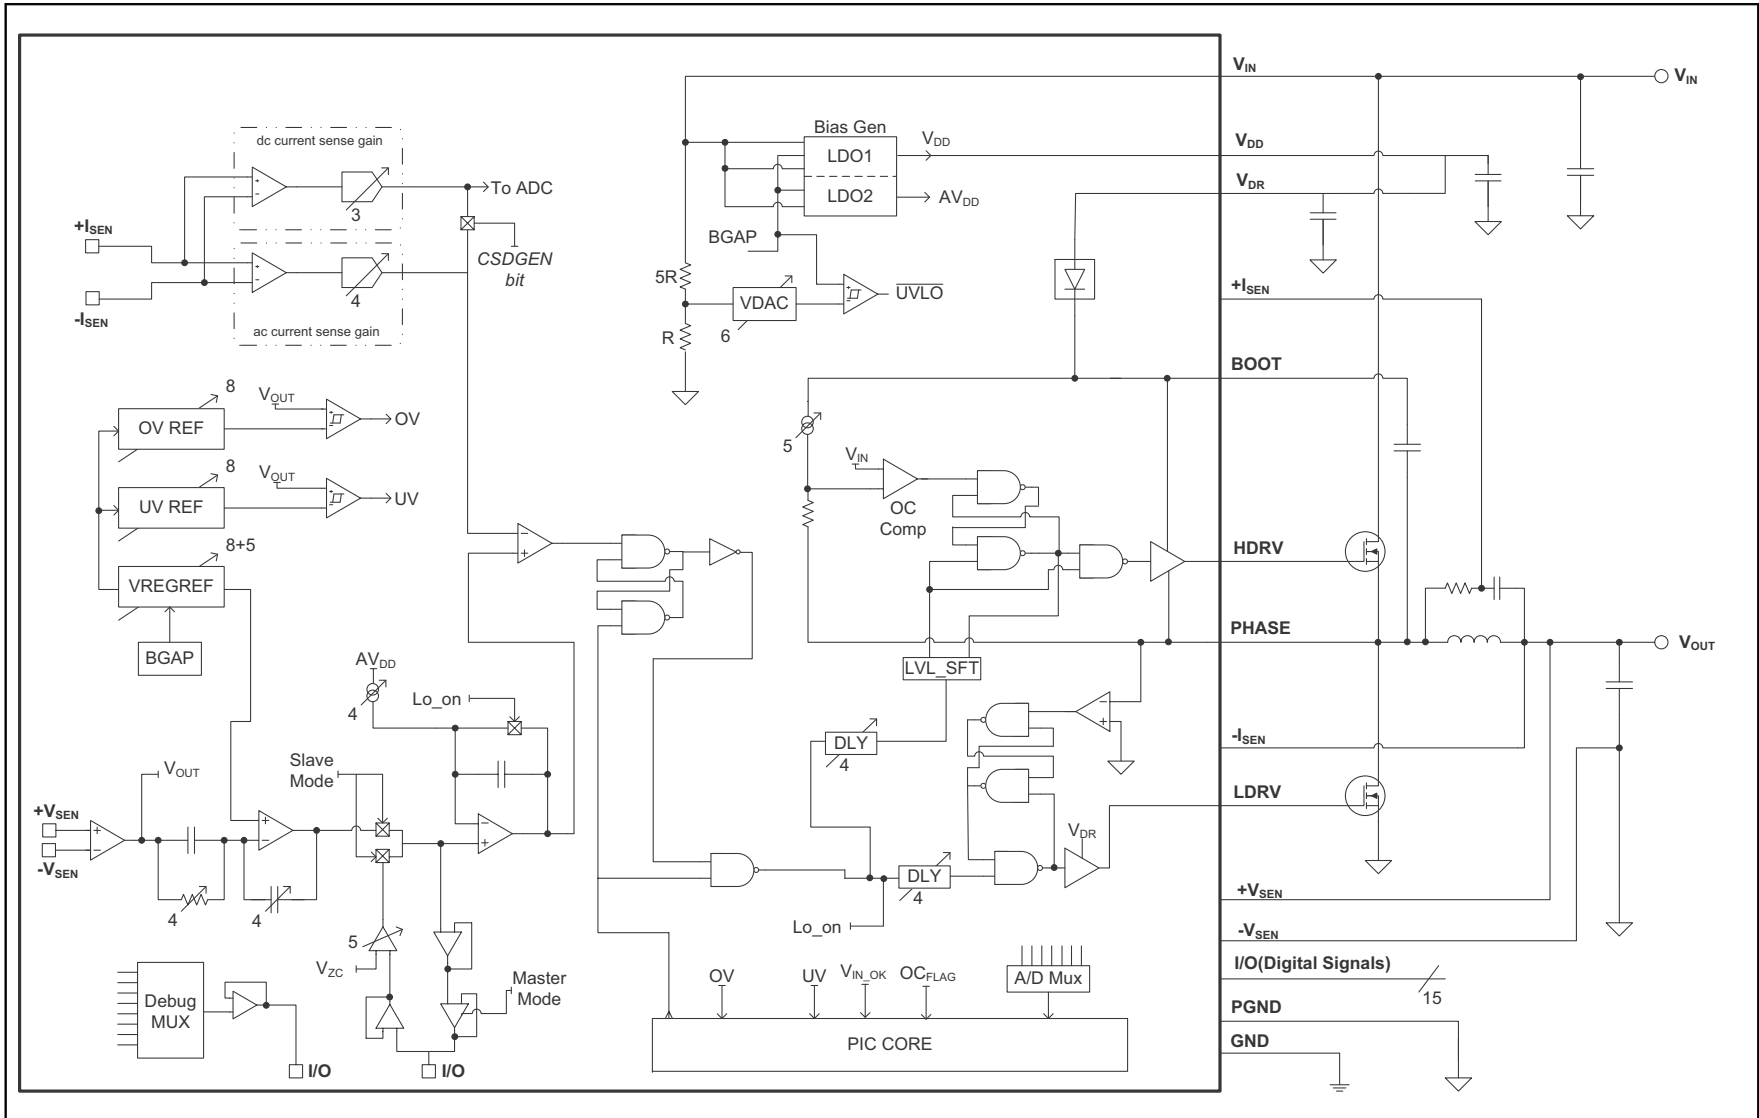 dc current sense gain
3
To ADC
+ISEN
-ISEN
4
ac current sense gain
CSDGEN
bit
Bias Gen
LDO1
LDO2
VDD
AVDD
BGAP
5R
R
VDAC
6
UVLO
VIN
VIN
VDD
VDR
+ISEN
BOOT
HDRV
PHASE
VOUT
-ISEN
LDRV
+VSEN
-VSEN
I/O(Digital Signals)
15
PGND
GND
8
OV REF
VOUT
OV
8
UV REF
VOUT
UV
8+5
VREGREF
BGAP
5
VIN
OC
Comp
LVL_SFT
DLY
4
AVDD
4
Lo_on
Slave
Mode
VOUT
+VSEN
-VSEN
4
4
5
VZC
Master
Mode
VDR
DLY
4
Lo_on
Debug
MUX
I/O
I/O
OV
UV
VIN_OK
OCFLAG
A/D Mux
PIC CORE